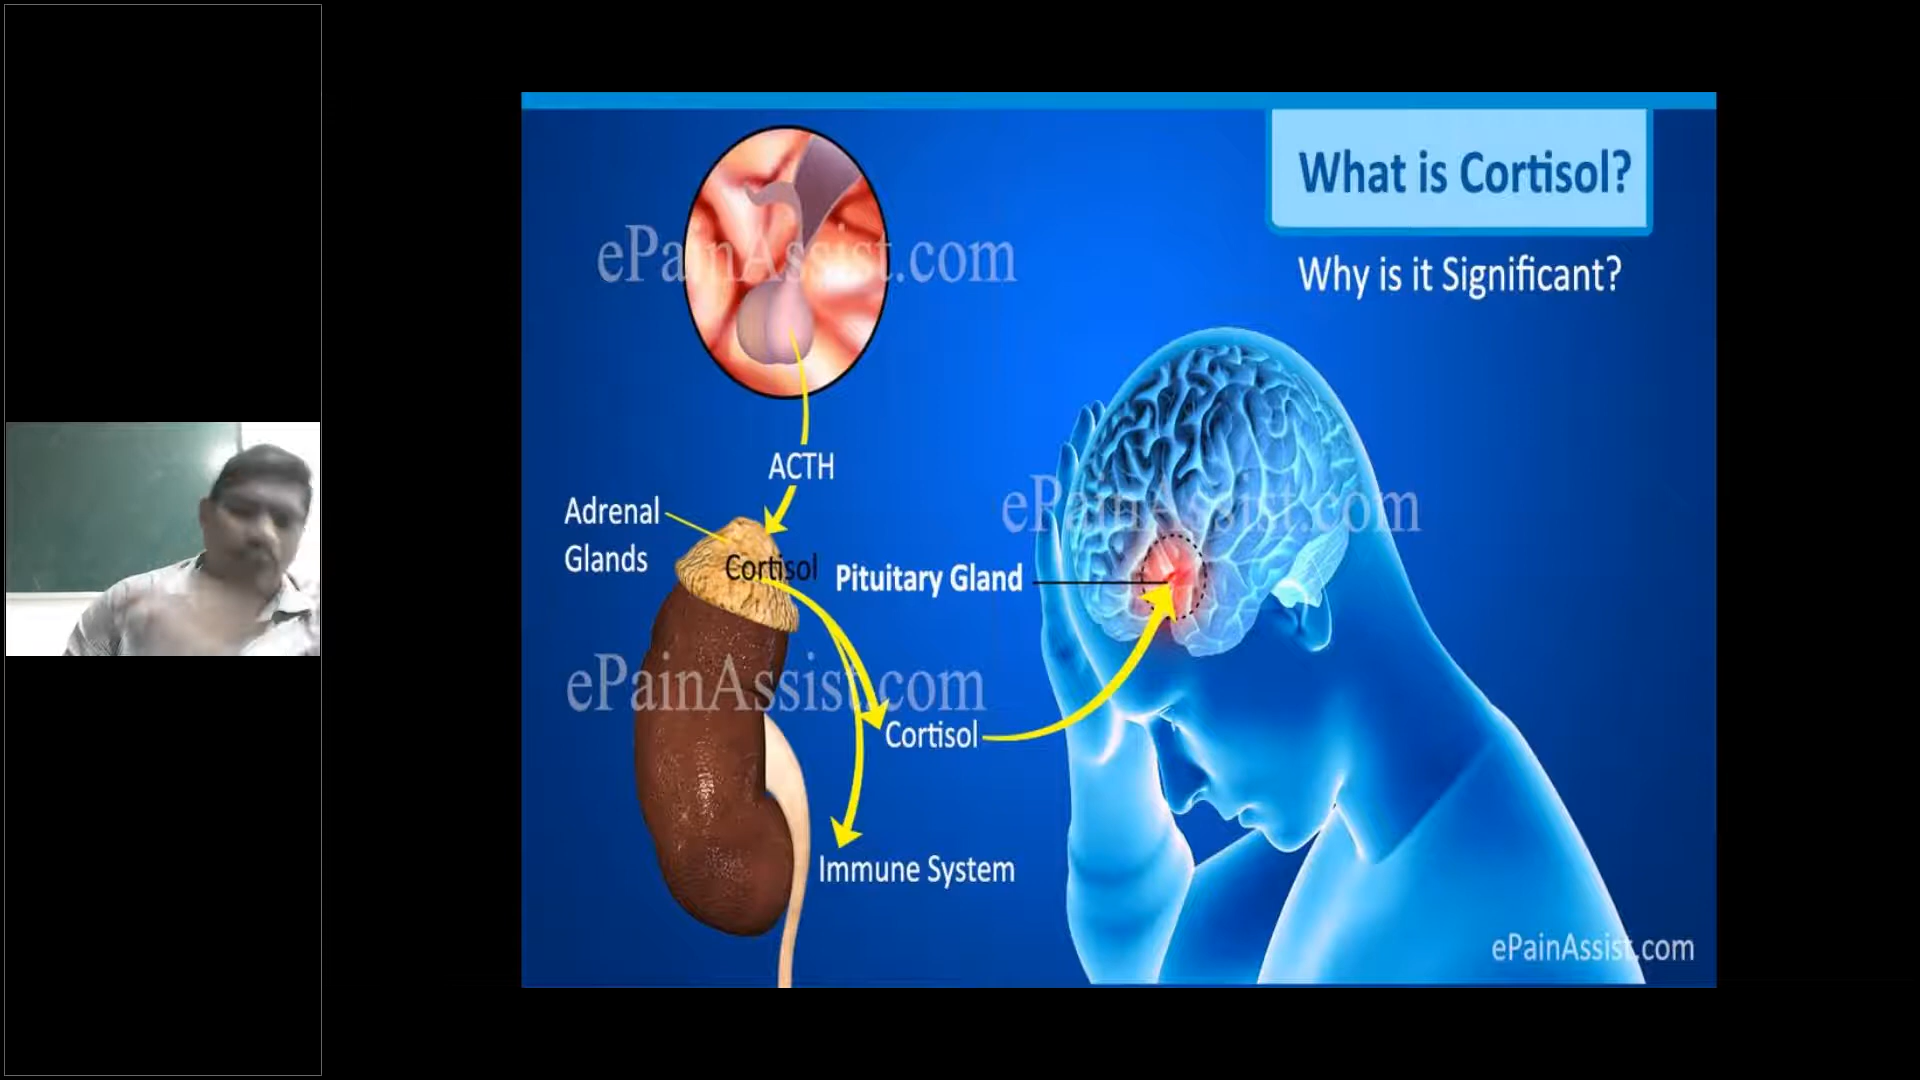 What is Cortisol?
Why is it Significant?
ePainAssist.com
ACTH
Adrenal
Glands
Cortisol
Pituitary Gland
ePainAssist.com
ePainAssist.com
Cortisol
Immune System
ePainAssist.com